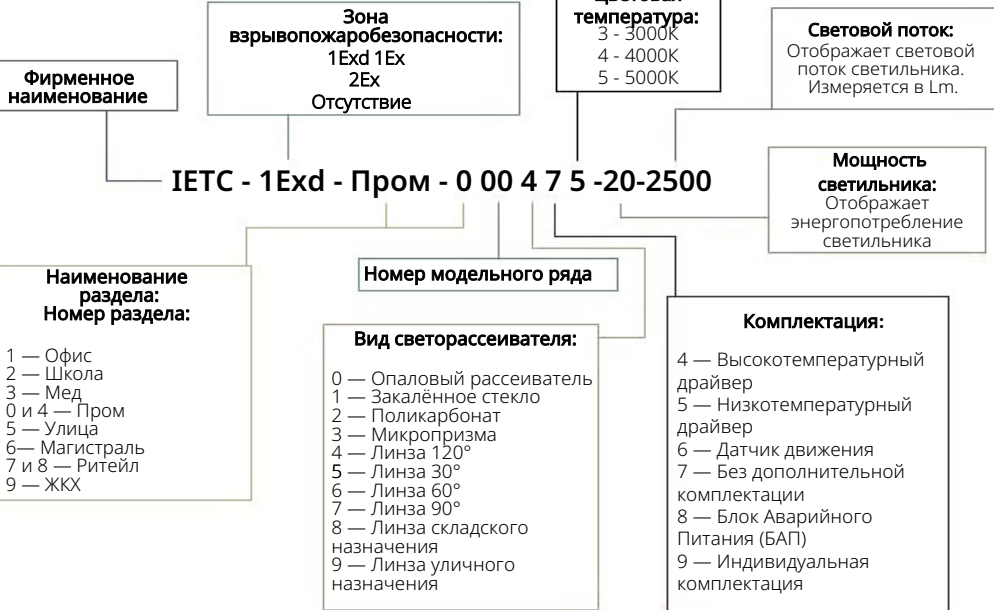 Зона
взрывопожаробезопасности:
1Exd 1Ex
2Ex
Отсутствие
температура:
3 - 3000К
4 - 4000К
5 - 5000К
Световой поток:
Отображает световой
поток светильника.
Измеряется в Lm.
Фирменное
наименование
IETC - 1Exd - Пром - 0 00 4 7 5 -20-2500
Мощность
светильника:
Отображает
энергопотребление
светильника
Наименование
раздела:
Номер раздела:
1 — Офис
2 — Школа
3 — Мед
0 и 4 — Пром
5 — Улица
6— Магистраль
7 и 8 — Ритейл
9 — ЖКХ
Номер модельного ряда
Вид светорассеивателя:
0 — Опаловый рассеиватель
1 — Закалённое стекло
2 — Поликарбонат
3 — Микропризма
4 — Линза 120°
5 — Линза 30°
6 — Линза 60°
7 — Линза 90°
8 — Линза складского
назначения
9 — Линза уличного
назначения
Комплектация:
4 — Высокотемпературный
драйвер
5 — Низкотемпературный
драйвер
6 — Датчик движения
7 — Без дополнительной
комплектации
8 — Блок Аварийного
Питания (БАП)
9 — Индивидуальная
комплектация